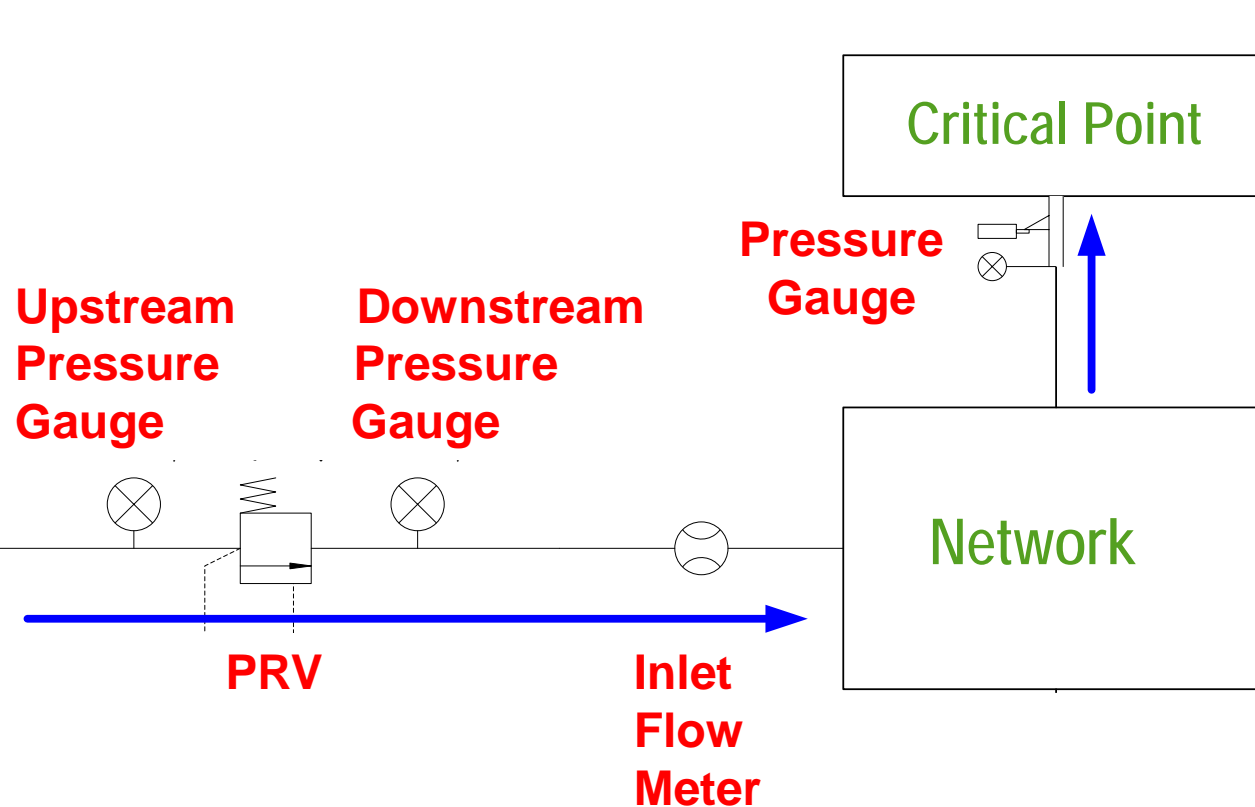 Critical Point
Pressure
Gauge
Upstream
Pressure
Gauge
Downstream
Pressure
Gauge
Network
PRV
Inlet
Flow
Meter